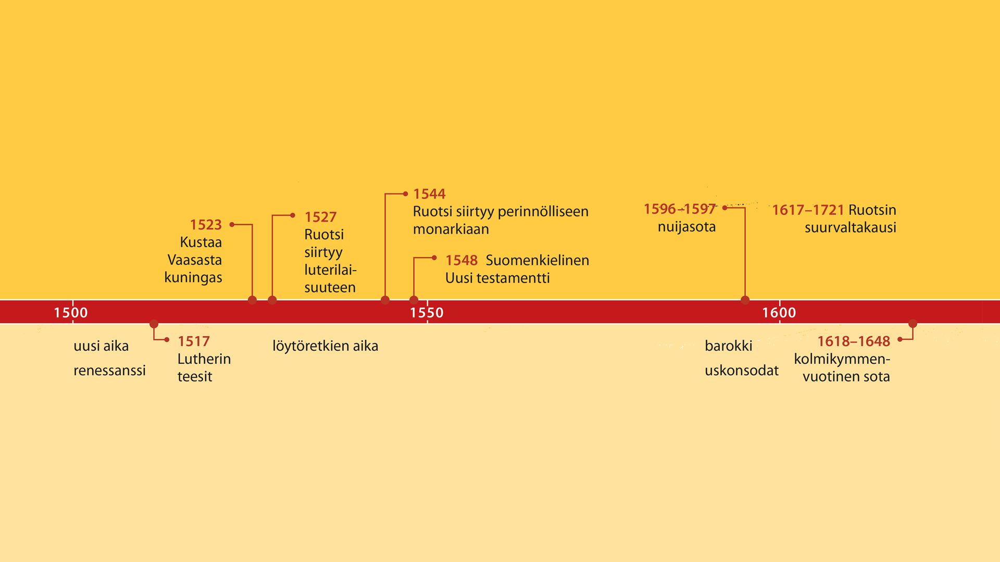 1523
Kustaa
Vaasasta
kuningas
1527
Ruotsi
siirtyy
luterilai-
suuteen
1544
Ruotsi siirtyy perinnölliseen
monarkiaan
1548 Suomenkielinen
Uusi testamentti
1596–1597
nuijasota
1617–1721 Ruotsin
suurvaltakausi
1500
1550
1600
uusi aika
renessanssi
1517
Lutherin
teesit
löytöretkien aika
barokki
uskonsodat
1618–1648
kolmikymmen-
vuotinen sota